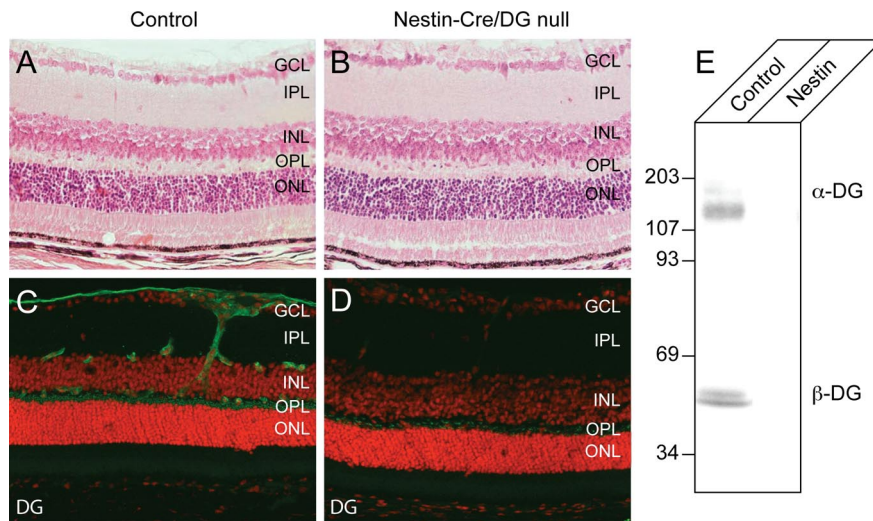 Control
Nestin-Cre/DG null
A
GCL
IPL
INL
OPL
ONL
B
GCL
IPL
INL
OPL
ONL
C
GCL
IPL
INL
OPL
ONL
DG
D
GCL
IPL
INL
OPL
ONL
DG
E
Control
Nestin
203
107
93
69
34
α-DG
β-DG